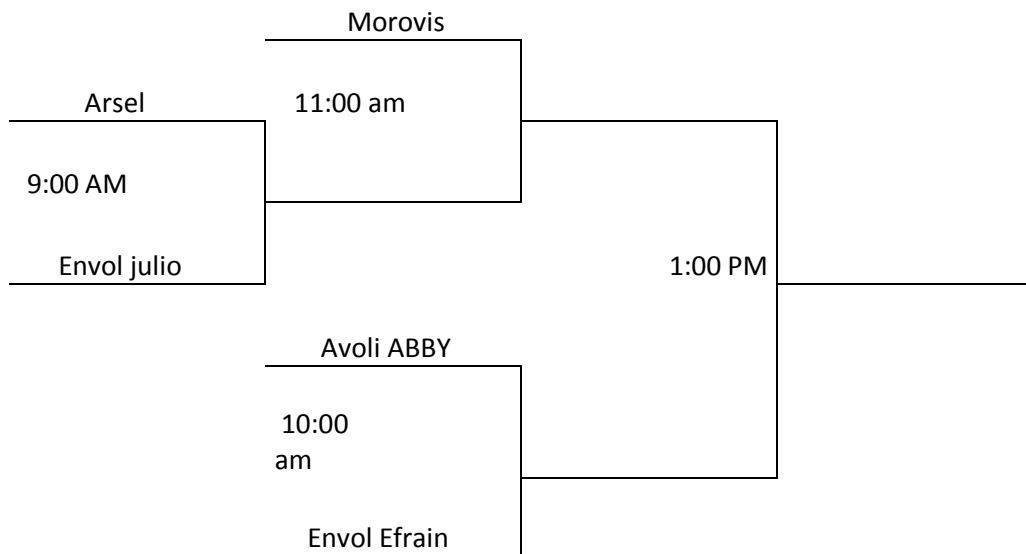 Morovis
Arsel
11:00 am
9:00 AM
Envol julio
1:00 PM
Avoli ABBY
10:00
am
Envol Efrain